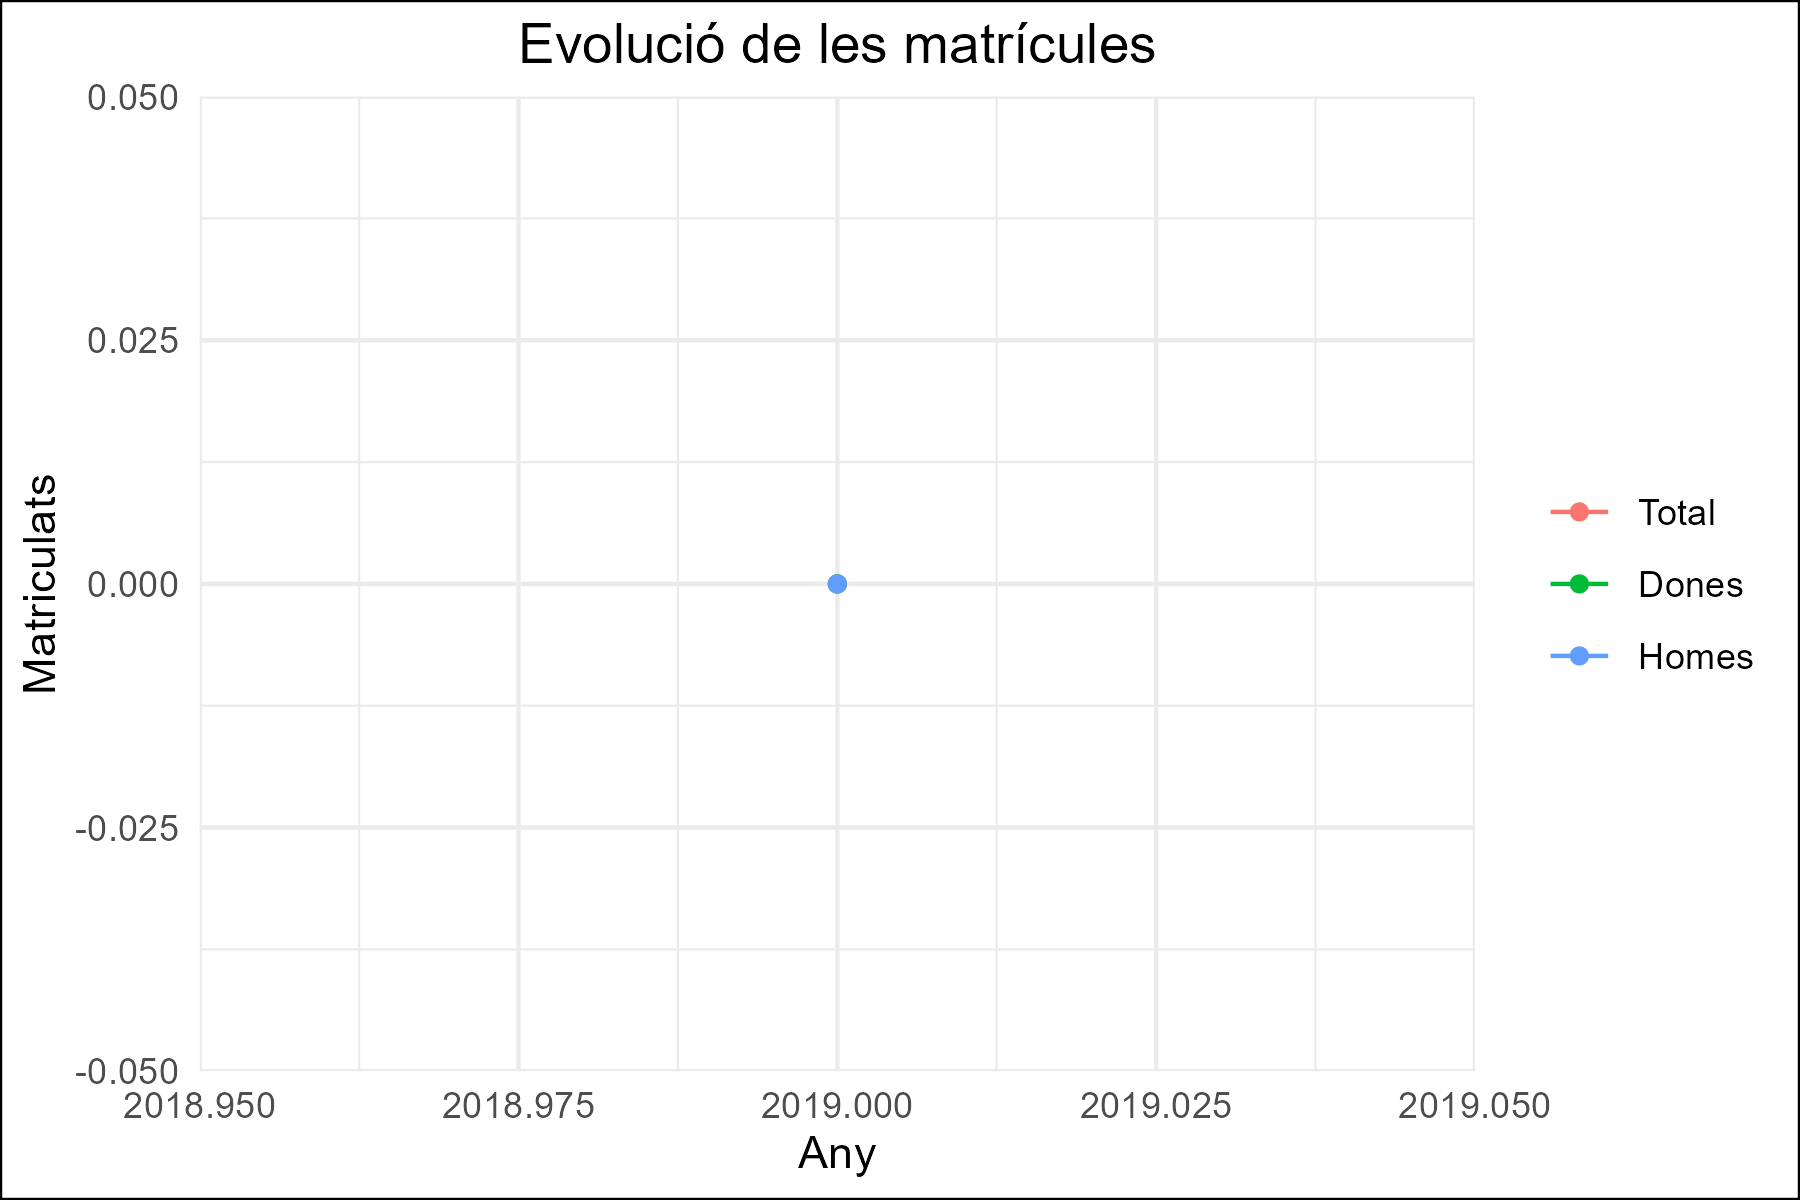 Evolució de les matrícules
0.050
0.025
0.000
-0.025
-0.050
Matriculats
2018.950 2018.975 2019.000 2019.025 2019.050
Any
Total
Dones
Homes